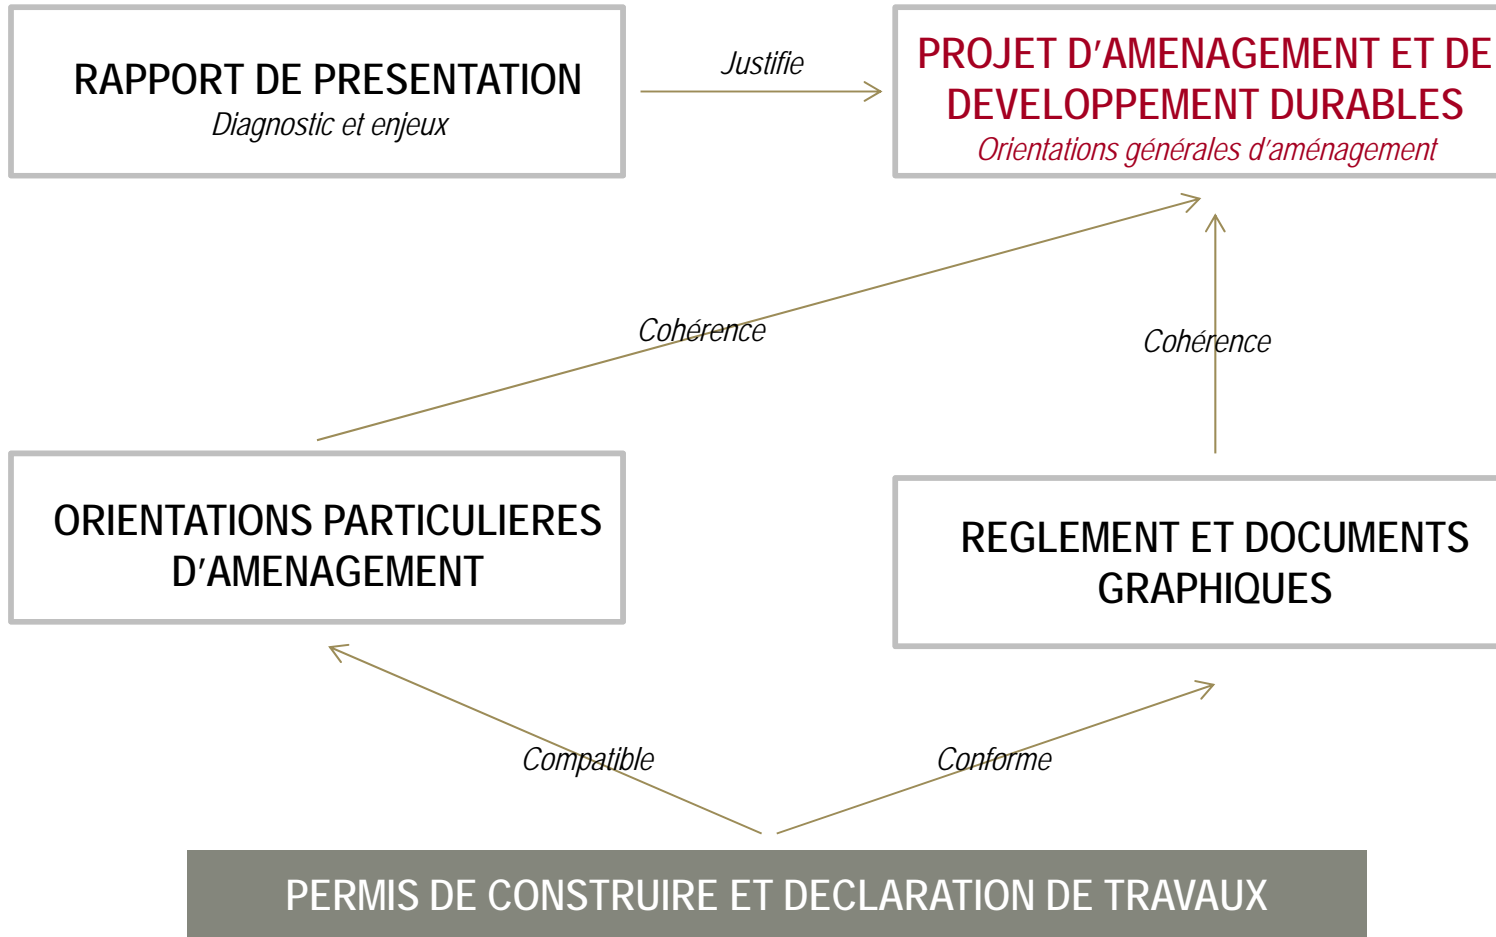 RAPPORT DE PRESENTATION
Diagnostic et enjeux
Justifie
PROJET D'AMENAGEMENT ET DE
DEVELOPPEMENT DURABLES
Orientations générales d'aménagement
Cohérence
Cohérence
ORIENTATIONS PARTICULIERES
D'AMENAGEMENT
REGLEMENT ET DOCUMENTS
GRAPHIQUES
Compatible
Conforme
PERMIS DE CONSTRUIRE ET DECLARATION DE TRAVAUX